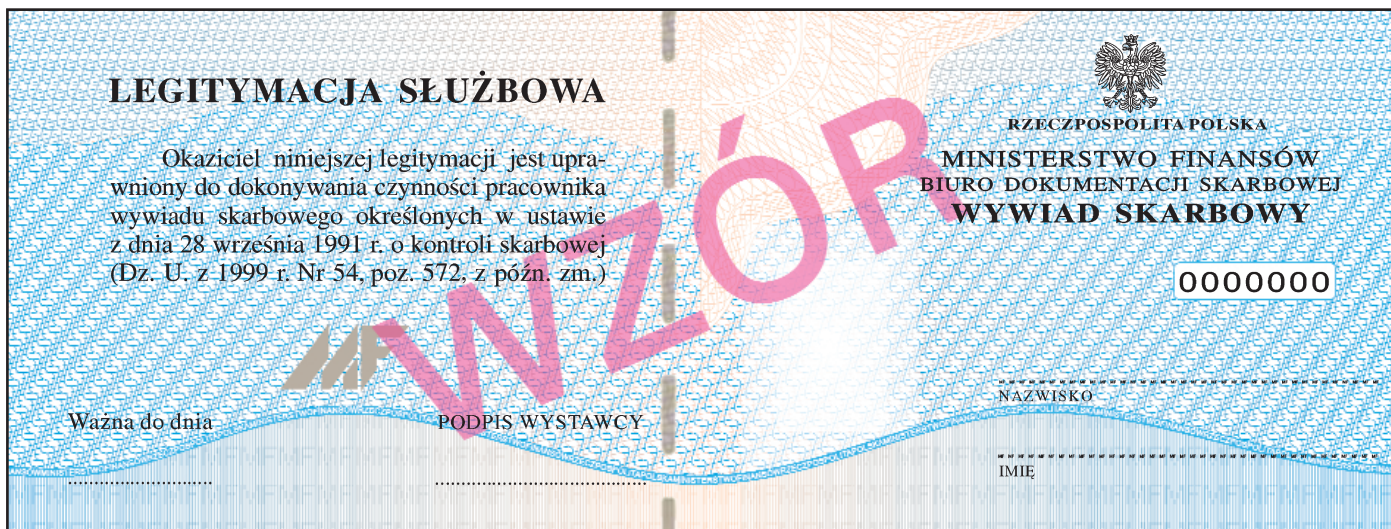 LEGITYMACJA SŁUŻBOWA
Okaziciel niniejszej legitymacji jest upra-
wniony do dokonywania czynności pracownika
wywiadu skarbowego określonych w ustawie
z dnia 28 września 1991 r. o kontroli skarbowej
(Dz. U. z 1999 r. Nr 54, poz. 572, z późn. zm.)
MF
Ważna do dnia
PODPIS WYSTAWCY
WZÓR
RZECZPOSPOLITA POLSKA
MINISTERSTWO FINANSÓW
BIURO DOKUMENTACJI SKARBOWEJ
WYWIAD SKARBOWY
0000000
NAZWISKO
IMIĘ